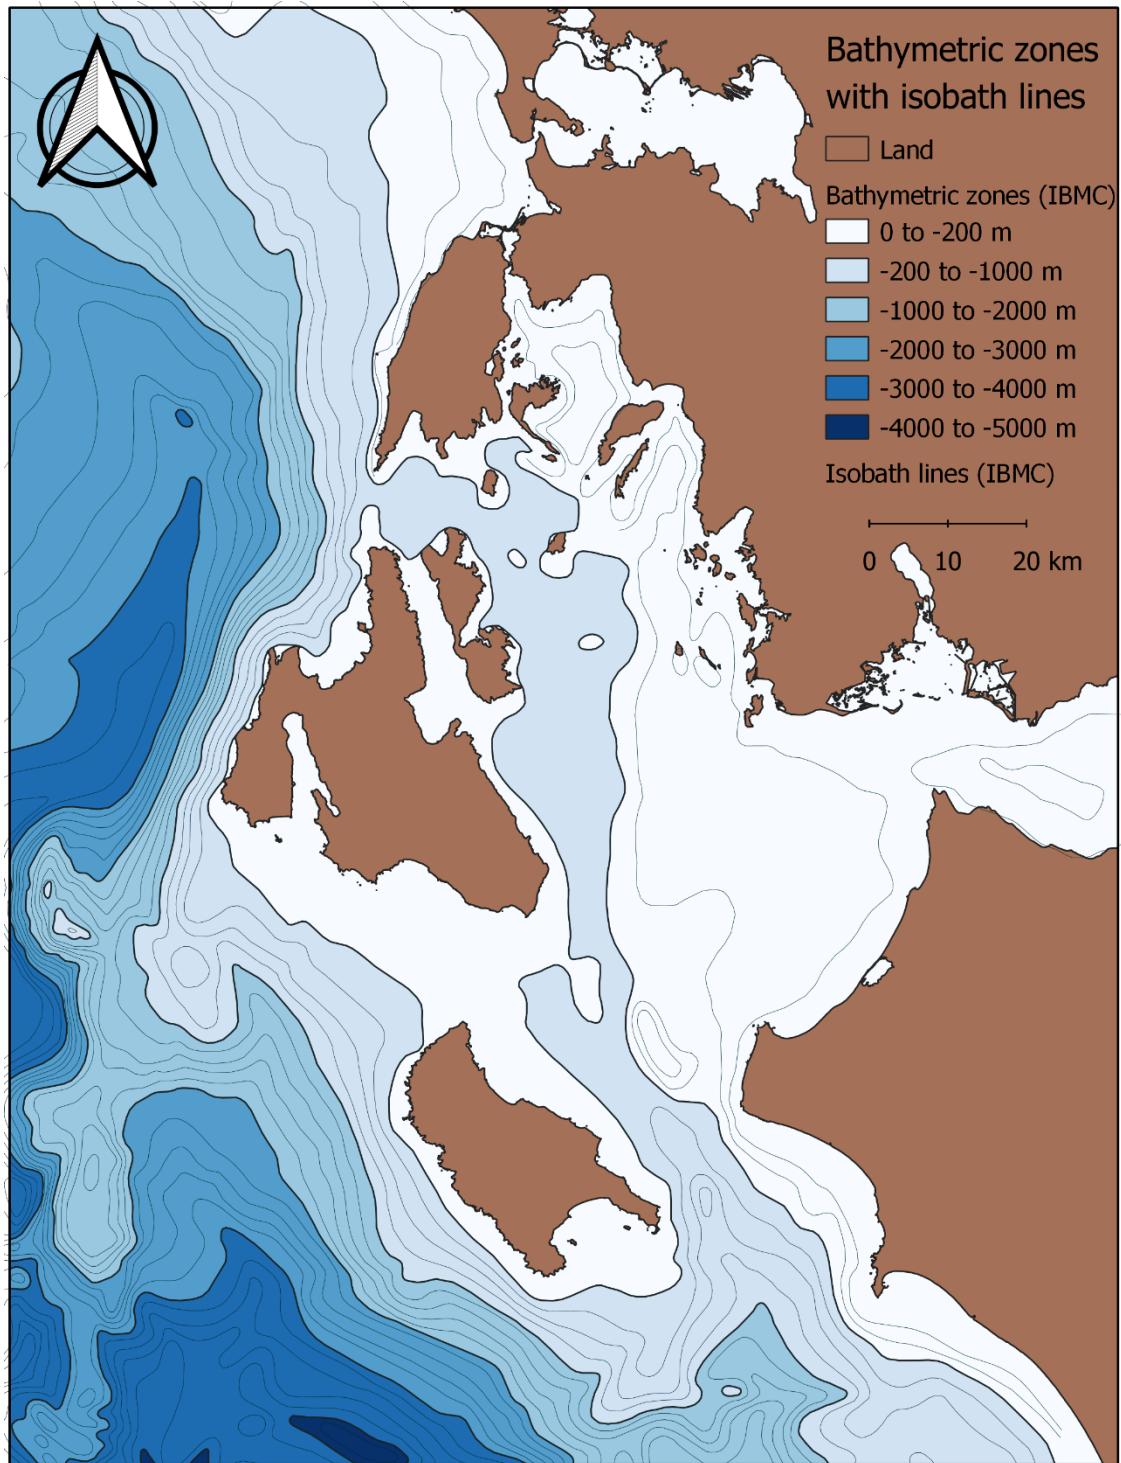 Bathymetric zones
with isobath lines
Land
Bathymetric zones (IBMC)
0 to -200 m
-200 to -1000 m
-1000 to -2000 m
-2000 to -3000 m
-3000 to -4000 m
-4000 to -5000 m
Isobath lines (IBMC)
0 10 20 km